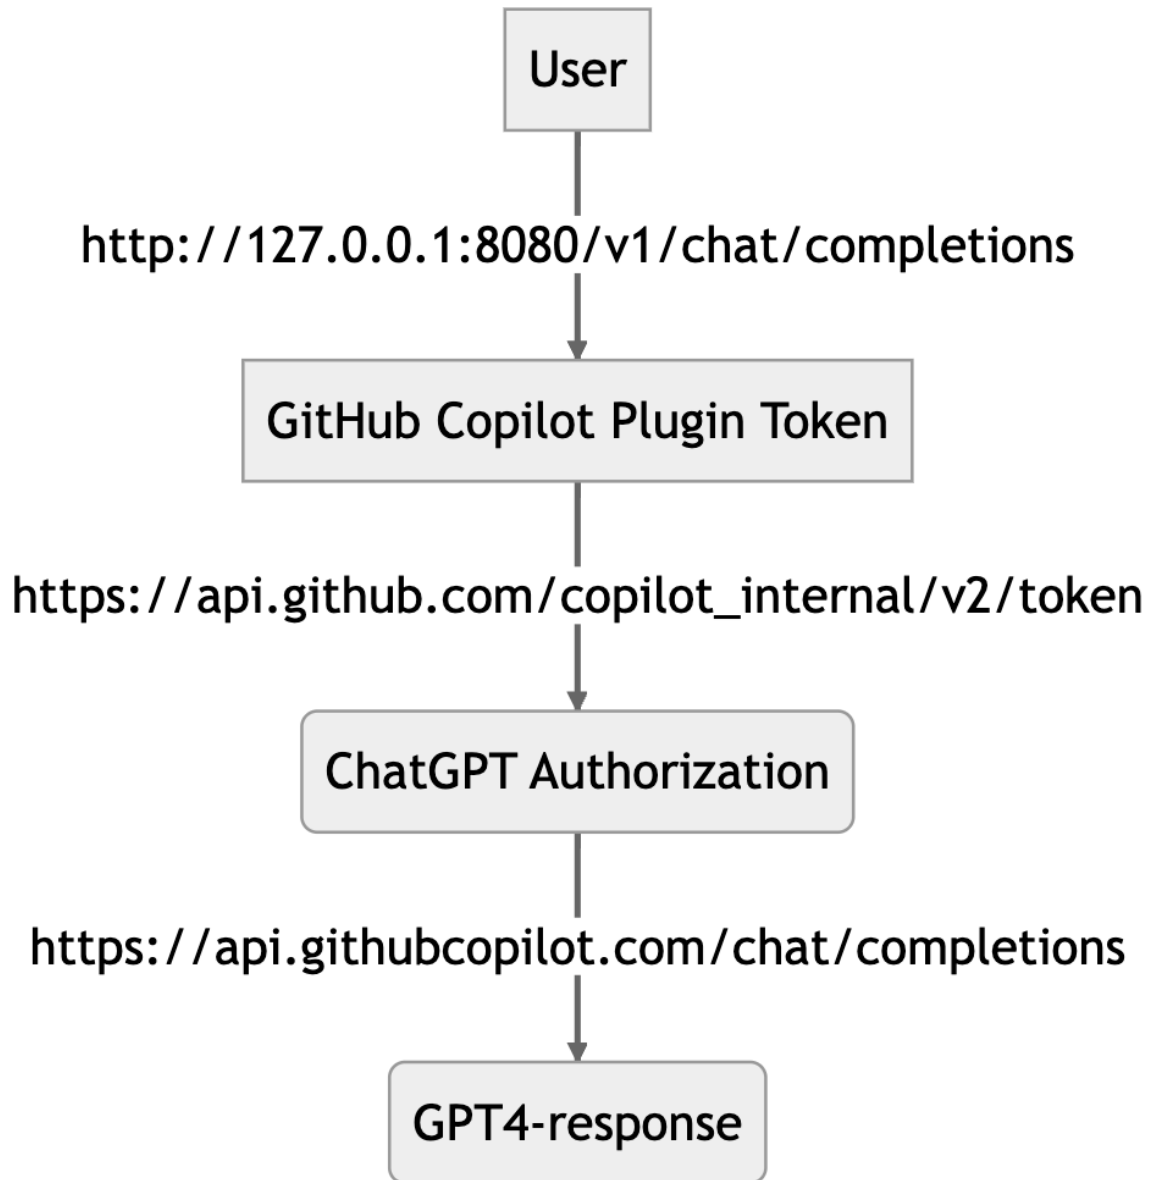 User
http://127.0.0.1:8080/v1/chat/completions
GitHub Copilot Plugin Token
https://api.github.com/copilot_internal/v2/token
ChatGPT Authorization
https://api.githubcopilot.com/chat/completions
GPT4-response